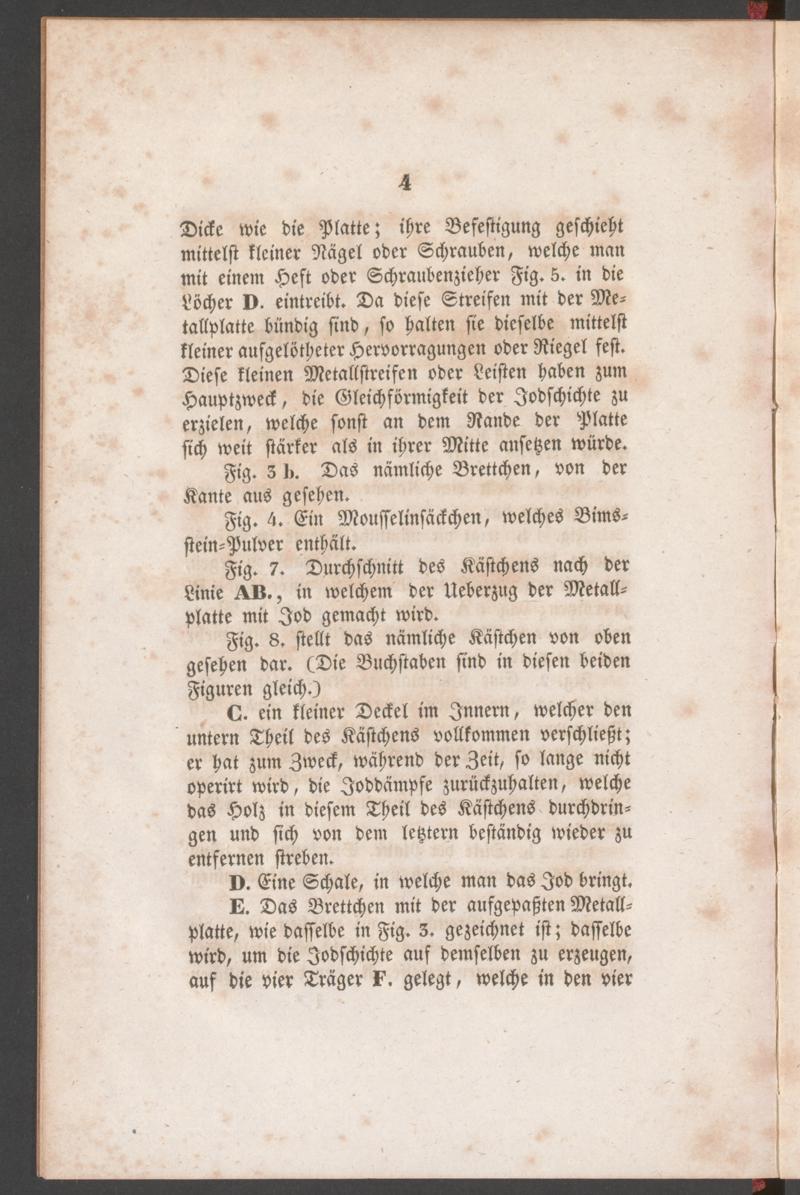 4
Dicke wie die Platte; ihre Befestigung geschieht
mittelst kleiner Nägel oder Schrauben, welche man
mit einem Heft oder Schraubenzieher Fig. 5. in die
Löcher D. eintreibt. Da diese Streifen mit der Me-
tallplatte bündig sind, so halten sie dieselbe mittelst
kleiner aufgelötheter Hervorragungen oder Riegel fest.
Diese kleinen Metallstreifen oder Leisten haben zum
Hauptzweck, die Gleichförmigkeit der Jodschichte zu
erzielen, welche sonst an dem Rande der Platte
sich weit stärker als in ihrer Mitte ansetzen würde.
Fig. 3 b. Das nämliche Brettchen, von der
Kante aus gesehen.
Fig. 4. Ein Mousselinsäckchen, welches Bims-
stein-Pulver enthält.
Fig. 7. Durchschnitt des Kästchens nach der
Linie AB., in welchem der Ueberzug der Metall-
platte mit Jod gemacht wird.
Fig. 8. stellt das nämliche Kästchen von oben
gesehen dar. (Die Buchstaben sind in diesen beiden
Figuren gleich.)
C. ein kleiner Deckel im Innern, welcher den
untern Theil des Kästchens vollkommen verschließt;
er hat zum Zweck, während der Zeit, so lange nicht
operirt wird, die Joddämpfe zurückzuhalten, welche
das Holz in diesem Theil des Kästchens durchdrin-
gen und sich von dem letztern beständig wieder zu
entfernen streben.
D. Eine Schale, in welche man das Jod bringt.
E. Das Brettchen mit der aufgepaßten Metall-
platte, wie dasselbe in Fig. 3. gezeichnet ist; dasselbe
wird, um die Jodschichte auf demselben zu erzeugen,
auf die vier Träger F. gelegt, welche in den vier